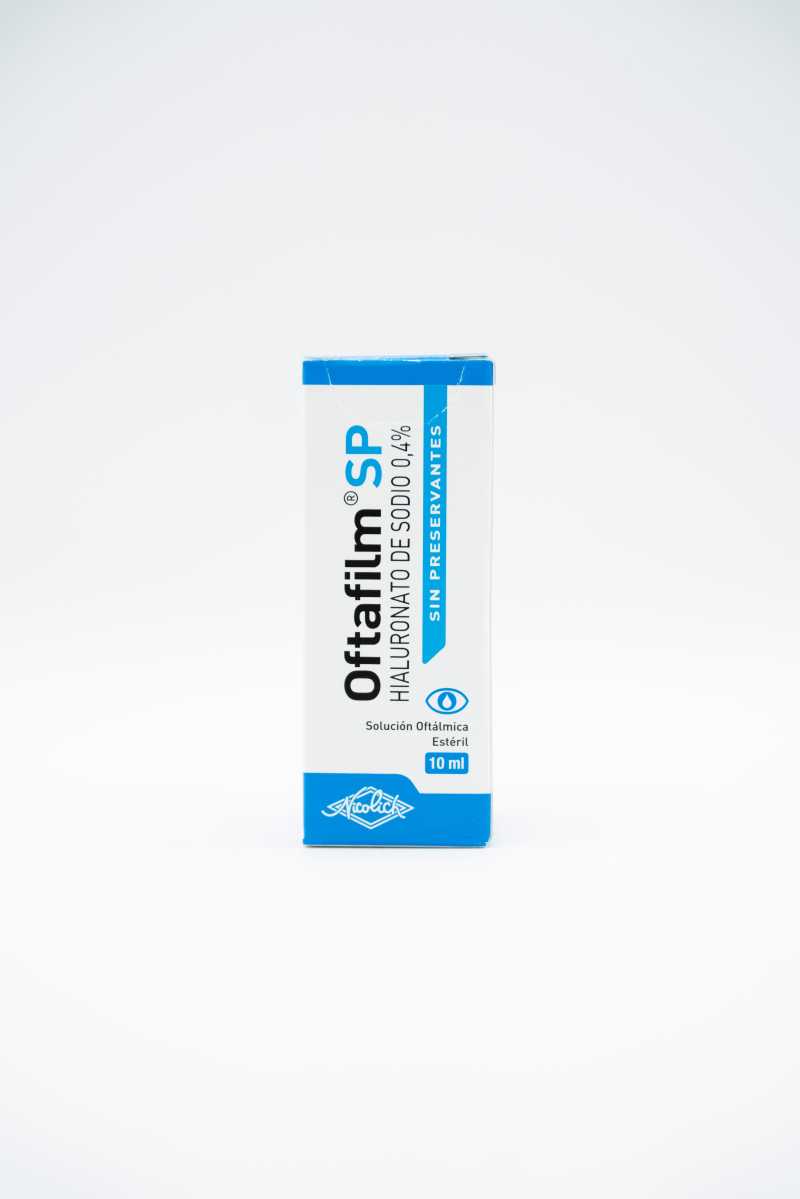 Oftafilm® SP
HIALURONATO DE SODIO 0,4%
SIN PRESERVANTES
Solución Oftálmica
Estéril
10 ml
Nicolich